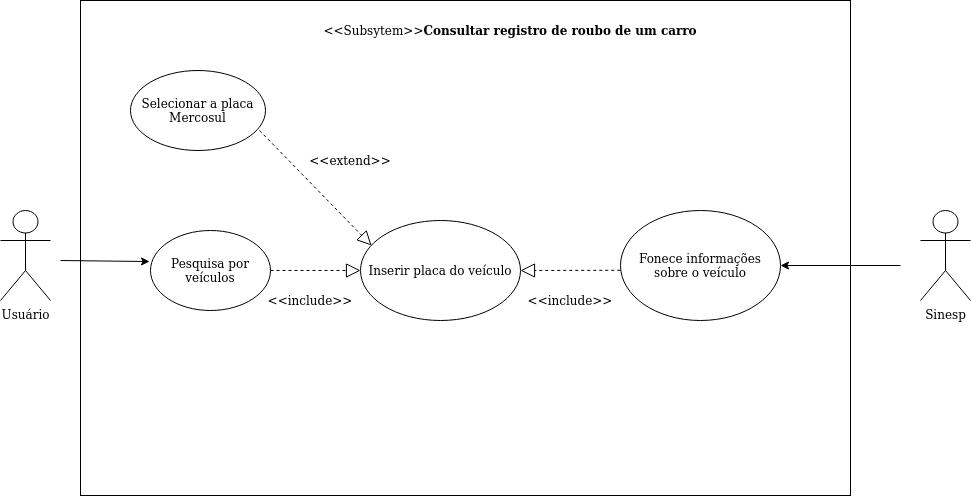 <<Subsytem>>Consultar registro de roubo de um carro
Selecionar a placa
Mercosul
<<extend>>
Pesquisa por
veículos
Inserir placa do veículo
Fonece informações
sobre o veículo
<<include>>
<<include>>
Usuário
Sinesp